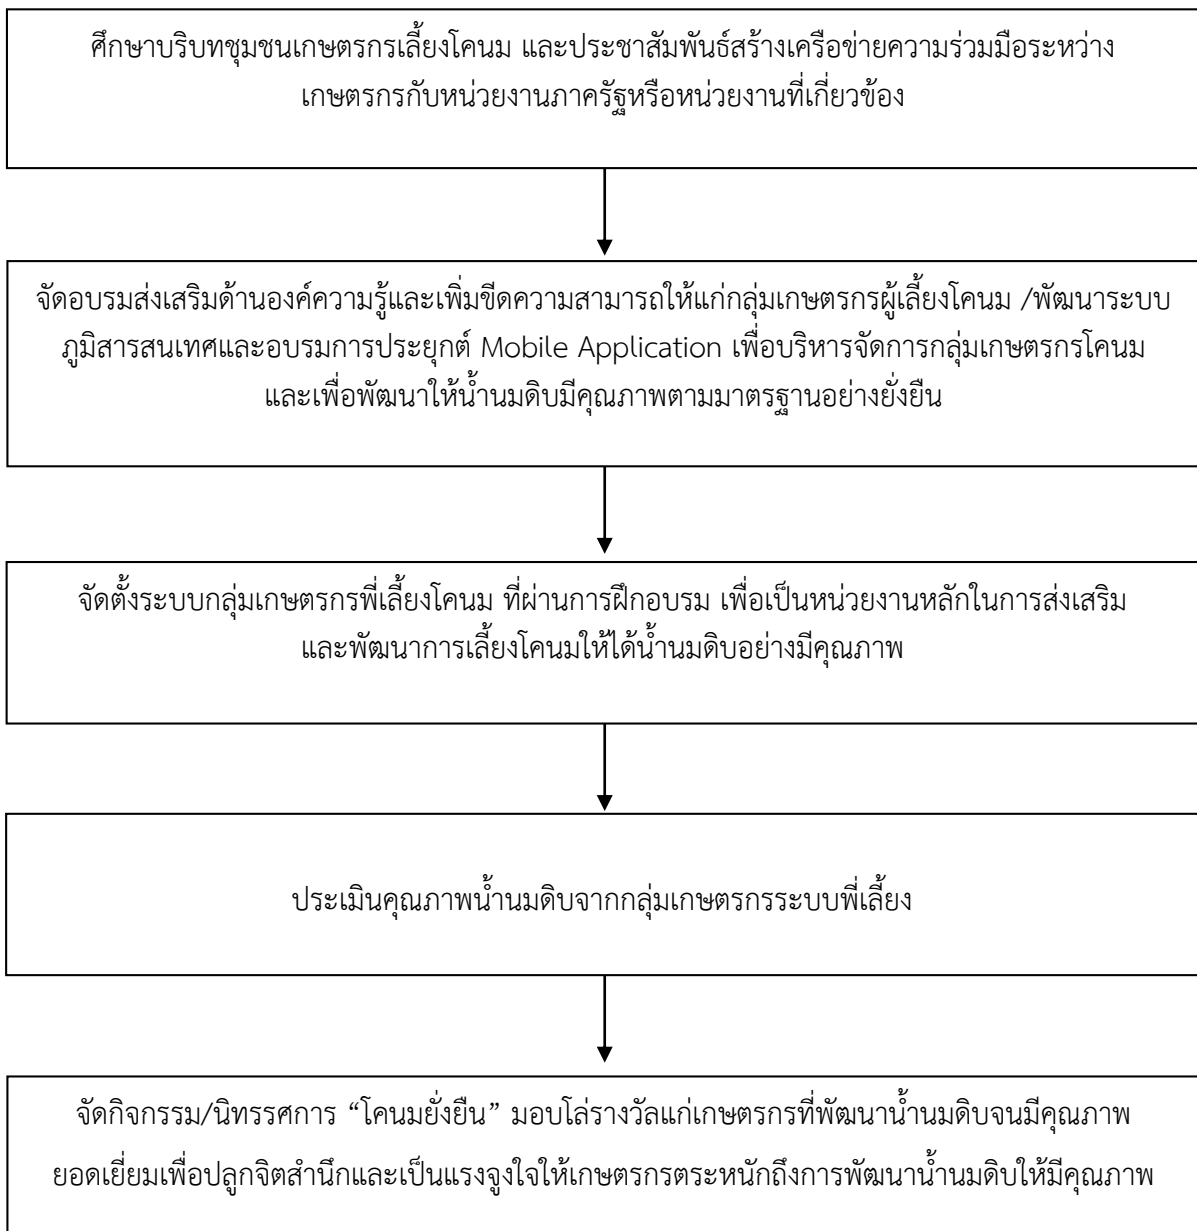 ศึกษาบริบทชุมชนเกษตรกรเลี้ยงโคนม และประชาสัมพันธ์สร้างเครือข่ายความร่วมมือระหว่าง
เกษตรกรกับหน่วยงานภาครัฐหรือหน่วยงานที่เกี่ยวข้อง
จัดอบรมส่งเสริมด้านองค์ความรู้และเพิ่มขีดความสามารถให้แก่กลุ่มเกษตรกรผู้เลี้ยงโคนม /พัฒนาระบบ
ภูมิสารสนเทศและอบรมการประยุกต์ Mobile Application เพื่อบริหารจัดการกลุ่มเกษตรกรโคนม
และเพื่อพัฒนาให้น้ำนมดิบมีคุณภาพตามมาตรฐานอย่างยั่งยืน
จัดตั้งระบบกลุ่มเกษตรกรพี่เลี้ยงโคนม ที่ผ่านการฝึกอบรม เพื่อเป็นหน่วยงานหลักในการส่งเสริม
และพัฒนาการเลี้ยงโคนมให้ได้น้ำนมดิบอย่างมีคุณภาพ
ประเมินคุณภาพน้ำนมดิบจากกลุ่มเกษตรกรระบบพี่เลี้ยง
จัดกิจกรรม/นิทรรศการ “โคนมยั่งยืน” มอบโล่รางวัลแก่เกษตรกรที่พัฒนาน้ำนมดิบจนมีคุณภาพ
ยอดเยี่ยมเพื่อปลูกจิตสำนึกและเป็นแรงจูงใจให้เกษตรกรตระหนักถึงการพัฒนาน้ำนมดิบให้มีคุณภาพ